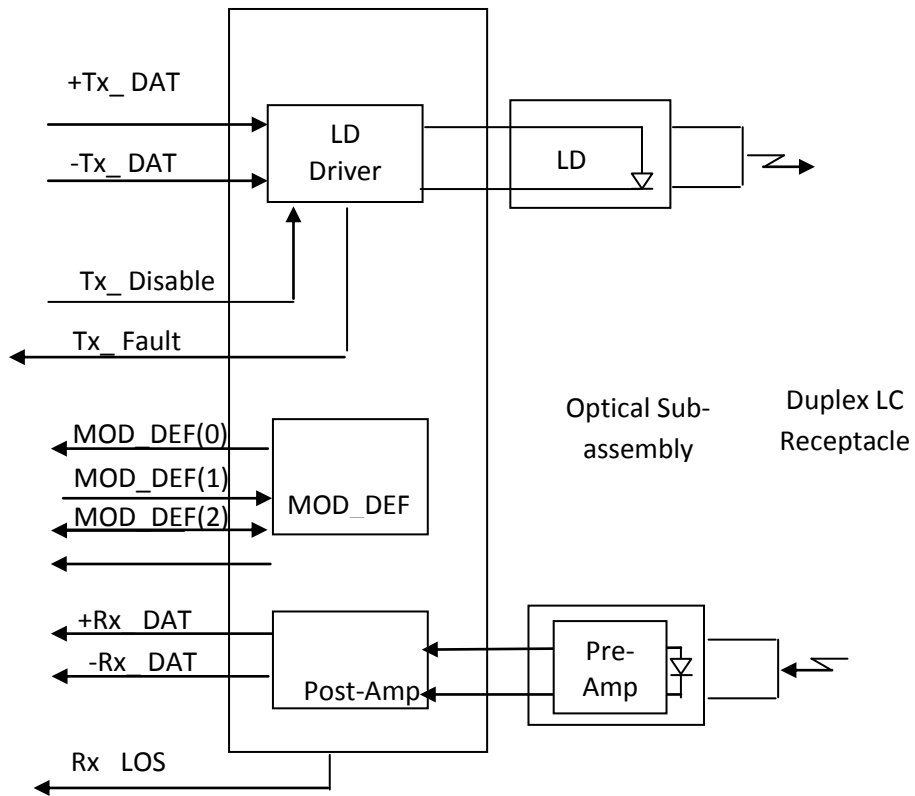 +Tx_ DAT
LD
Driver
LD
-Tx_ DAT
Tx_ Disable
Tx_ Fault
Optical Sub-
assembly
Duplex LC
Receptacle
MOD_DEF(0)
MOD_DEF(1)
MOD_DEF
MOD_DEF(2)
+Rx_ DAT
-Rx_ DAT
Post-Amp
Pre-
Amp
Rx LOS